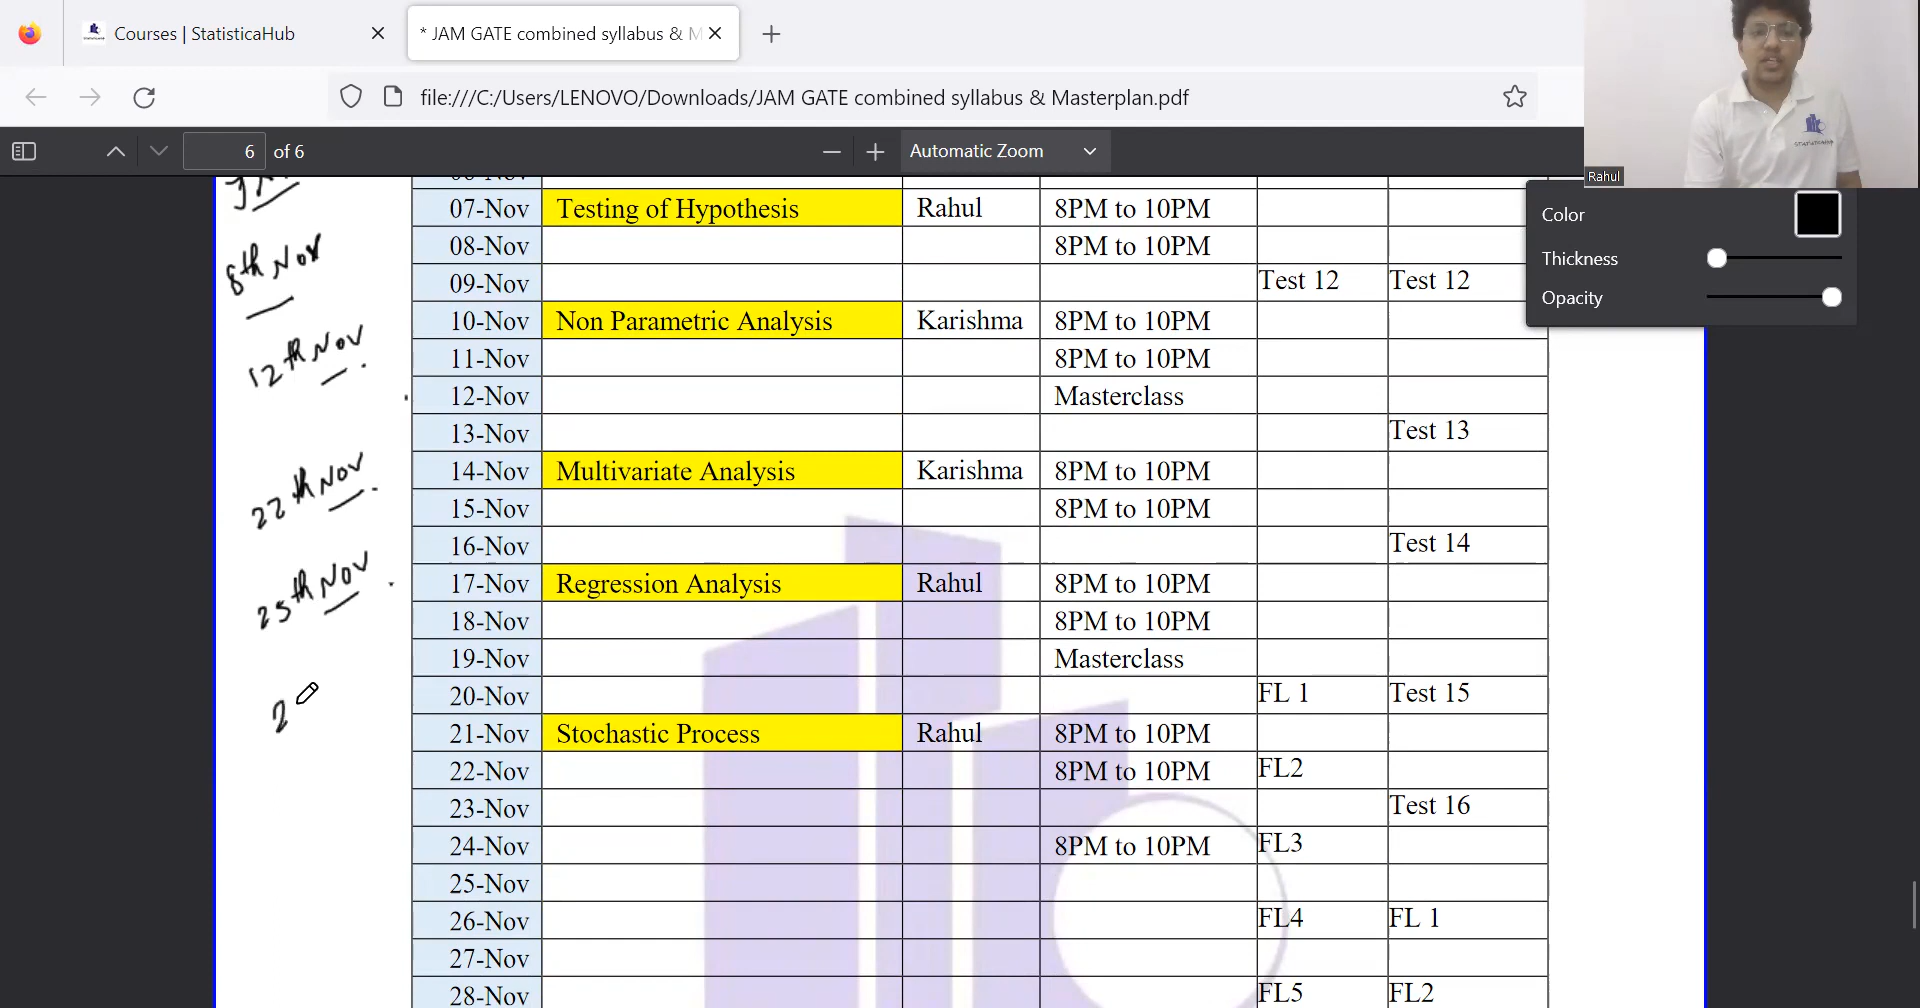 Courses | StatisticaHub
* JAM GATE combined syllabus & M
file:///C:/Users/LENOVO/Downloads/JAM GATE combined syllabus & Masterplan.pdf
6 of 6
Automatic Zoom
Rahul
Color
Thickness
Opacity
07-Nov Testing of Hypothesis Rahul 8PM to 10PM
8th Nov
08-Nov 8PM to 10PM
09-Nov Test 12 Test 12
10-Nov Non Parametric Analysis Karishma 8PM to 10PM
12th Nov
11-Nov 8PM to 10PM
12-Nov Masterclass
13-Nov Test 13
14-Nov Multivariate Analysis Karishma 8PM to 10PM
22th Nov
15-Nov 8PM to 10PM
16-Nov Test 14
17-Nov Regression Analysis Rahul 8PM to 10PM
25th Nov
18-Nov 8PM to 10PM
19-Nov Masterclass
20-Nov FL 1 Test 15
2
21-Nov Stochastic Process Rahul 8PM to 10PM
22-Nov 8PM to 10PM FL2
23-Nov Test 16
24-Nov 8PM to 10PM FL3
25-Nov
26-Nov FL4 FL 1
27-Nov
28-Nov FL5 FL2